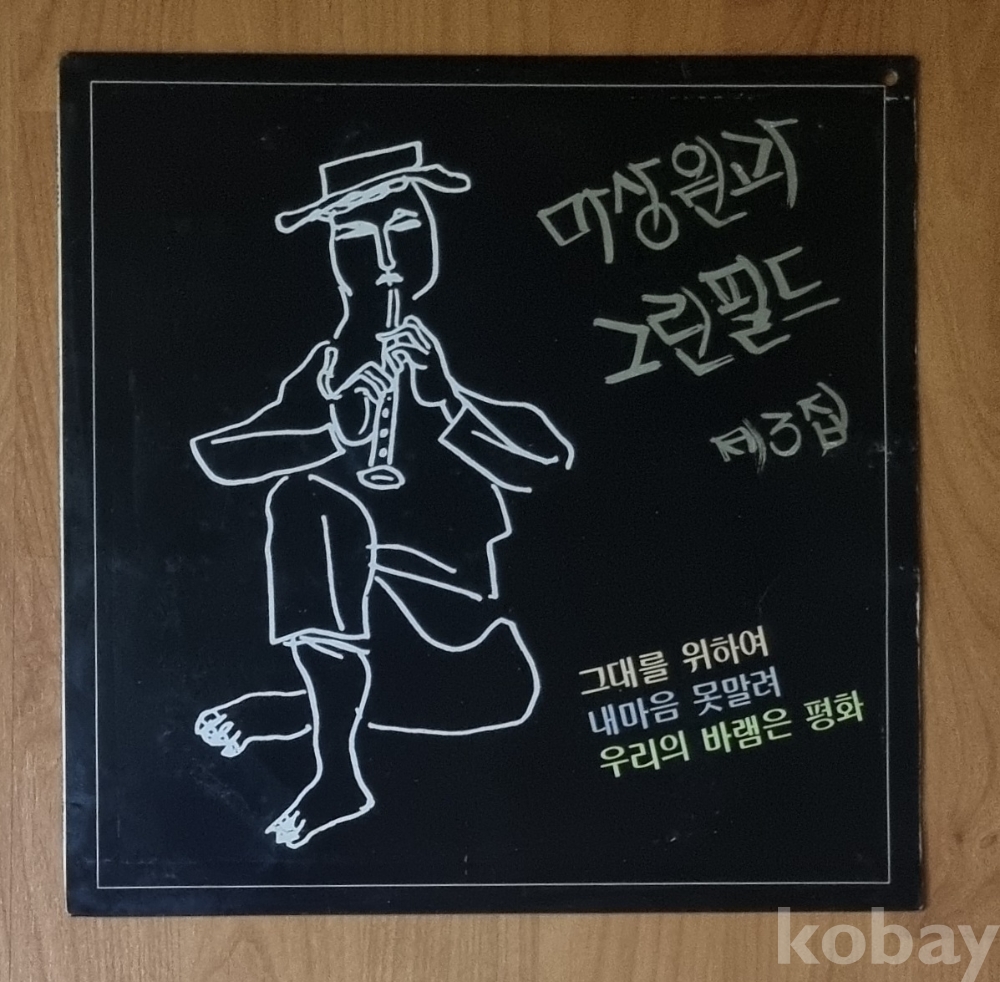 마상원과
그린필드
제3집
그대를 위하여
내마음 못말려
우리의 바램은 평화
kobay